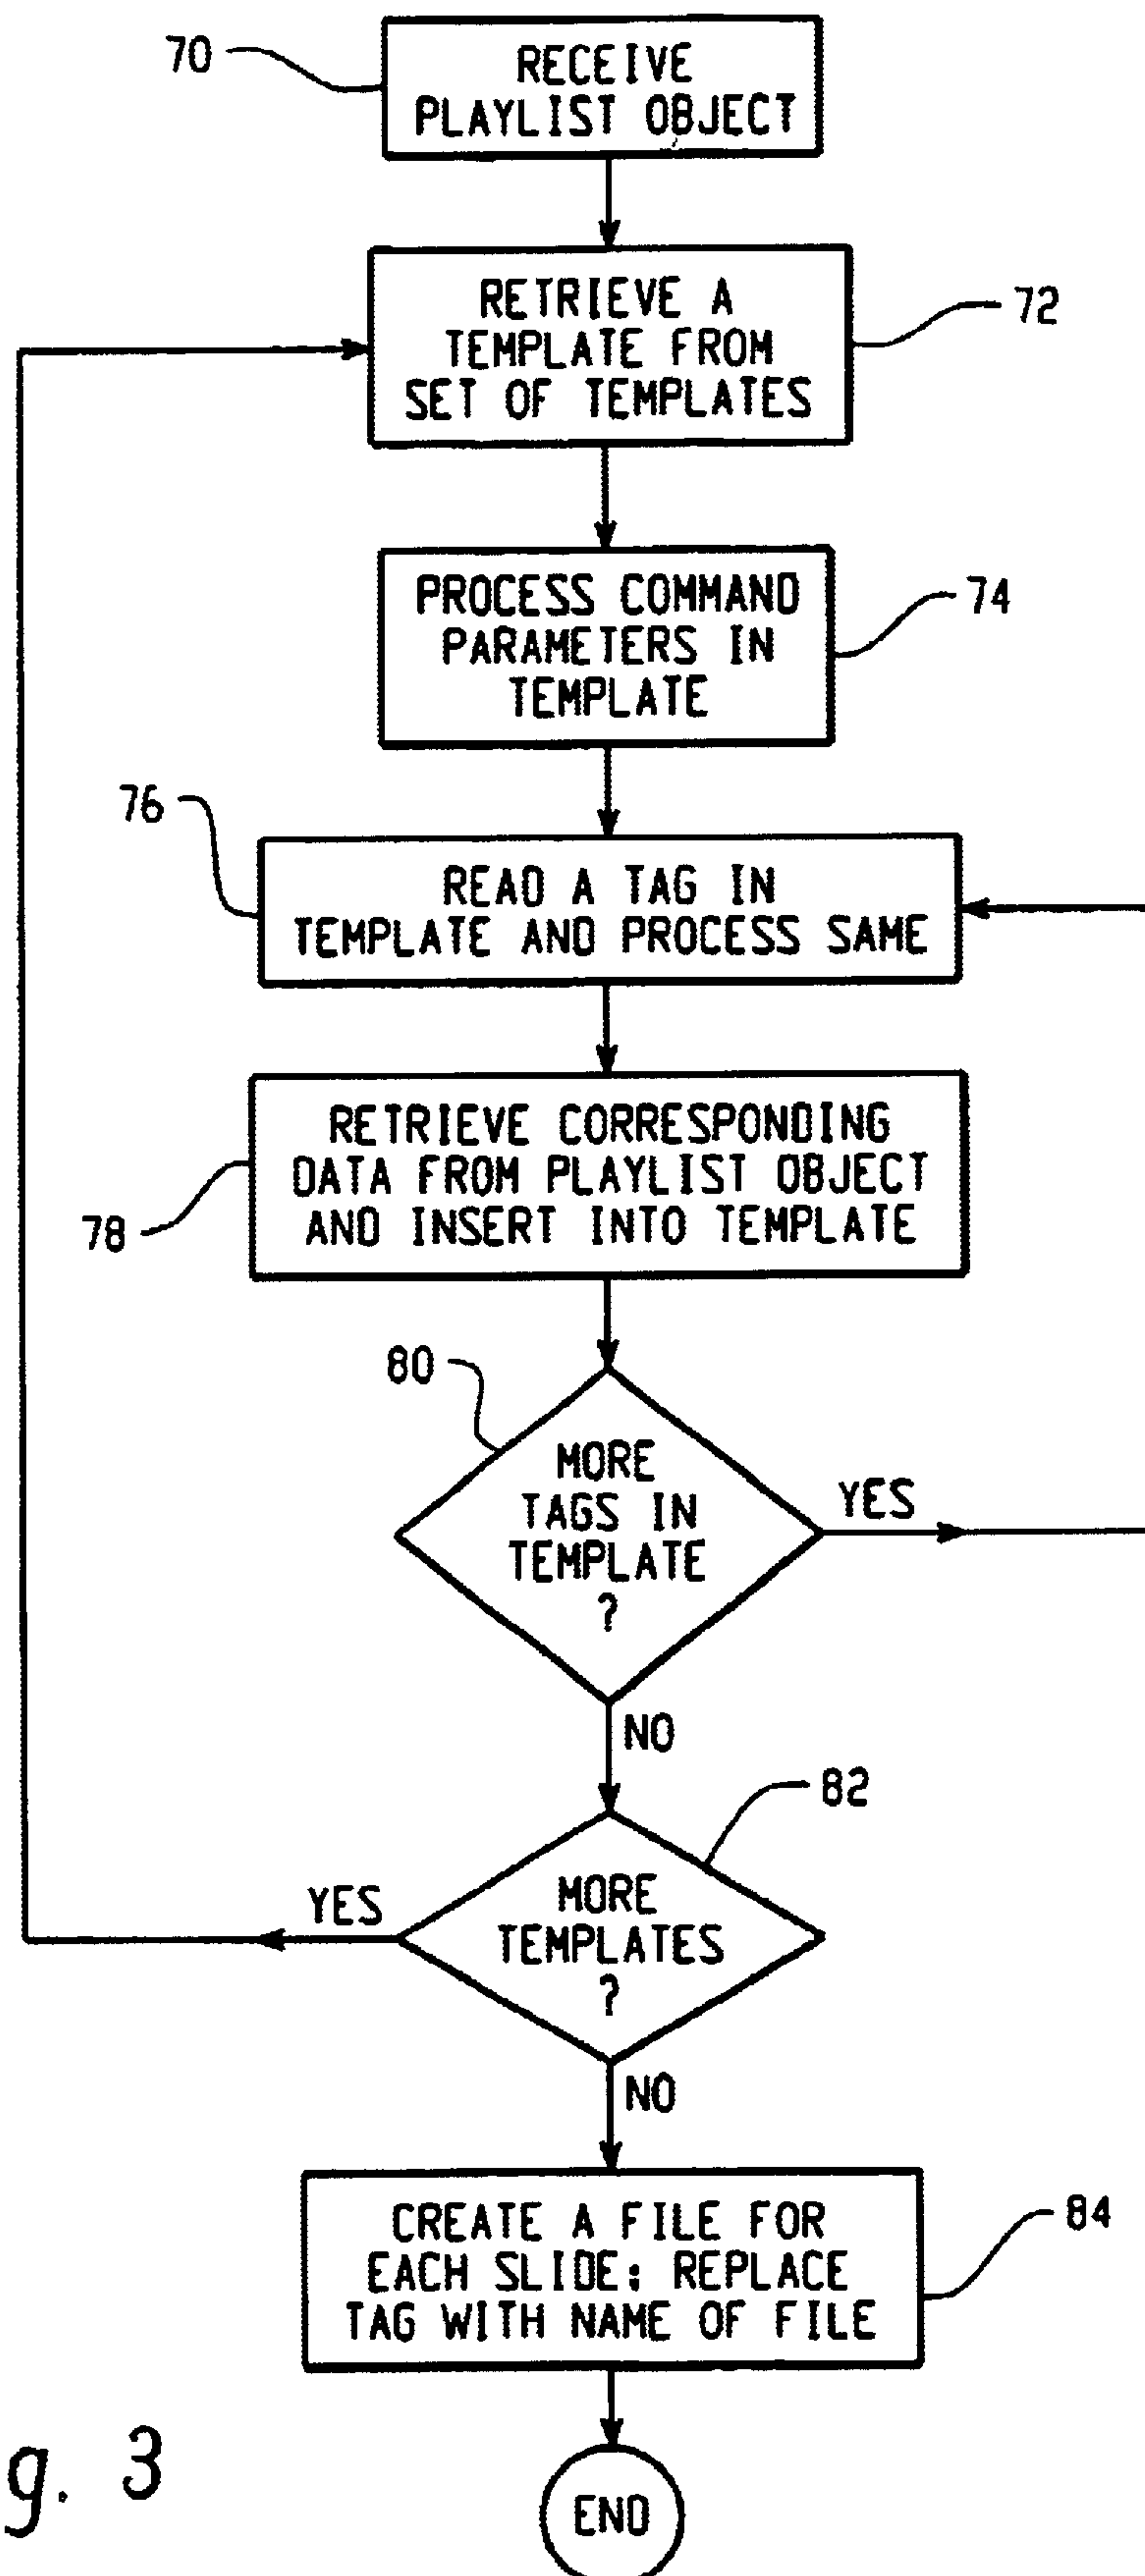 70
RECEIVE
PLAYLIST OBJECT
RETRIEVE A
TEMPLATE FROM
SET OF TEMPLATES
72
PROCESS COMMAND
PARAMETERS IN
TEMPLATE
74
76
READ A TAG IN
TEMPLATE AND PROCESS SAME
RETRIEVE CORRESPONDING
DATA FROM PLAYLIST OBJECT
AND INSERT INTO TEMPLATE
78
80
MORE
TAGS IN
TEMPLATE
?
YES
NO
82
MORE
TEMPLATES
?
YES
NO
CREATE A FILE FOR
EACH SLIDE; REPLACE
TAG WITH NAME OF FILE
84
g. 3
END